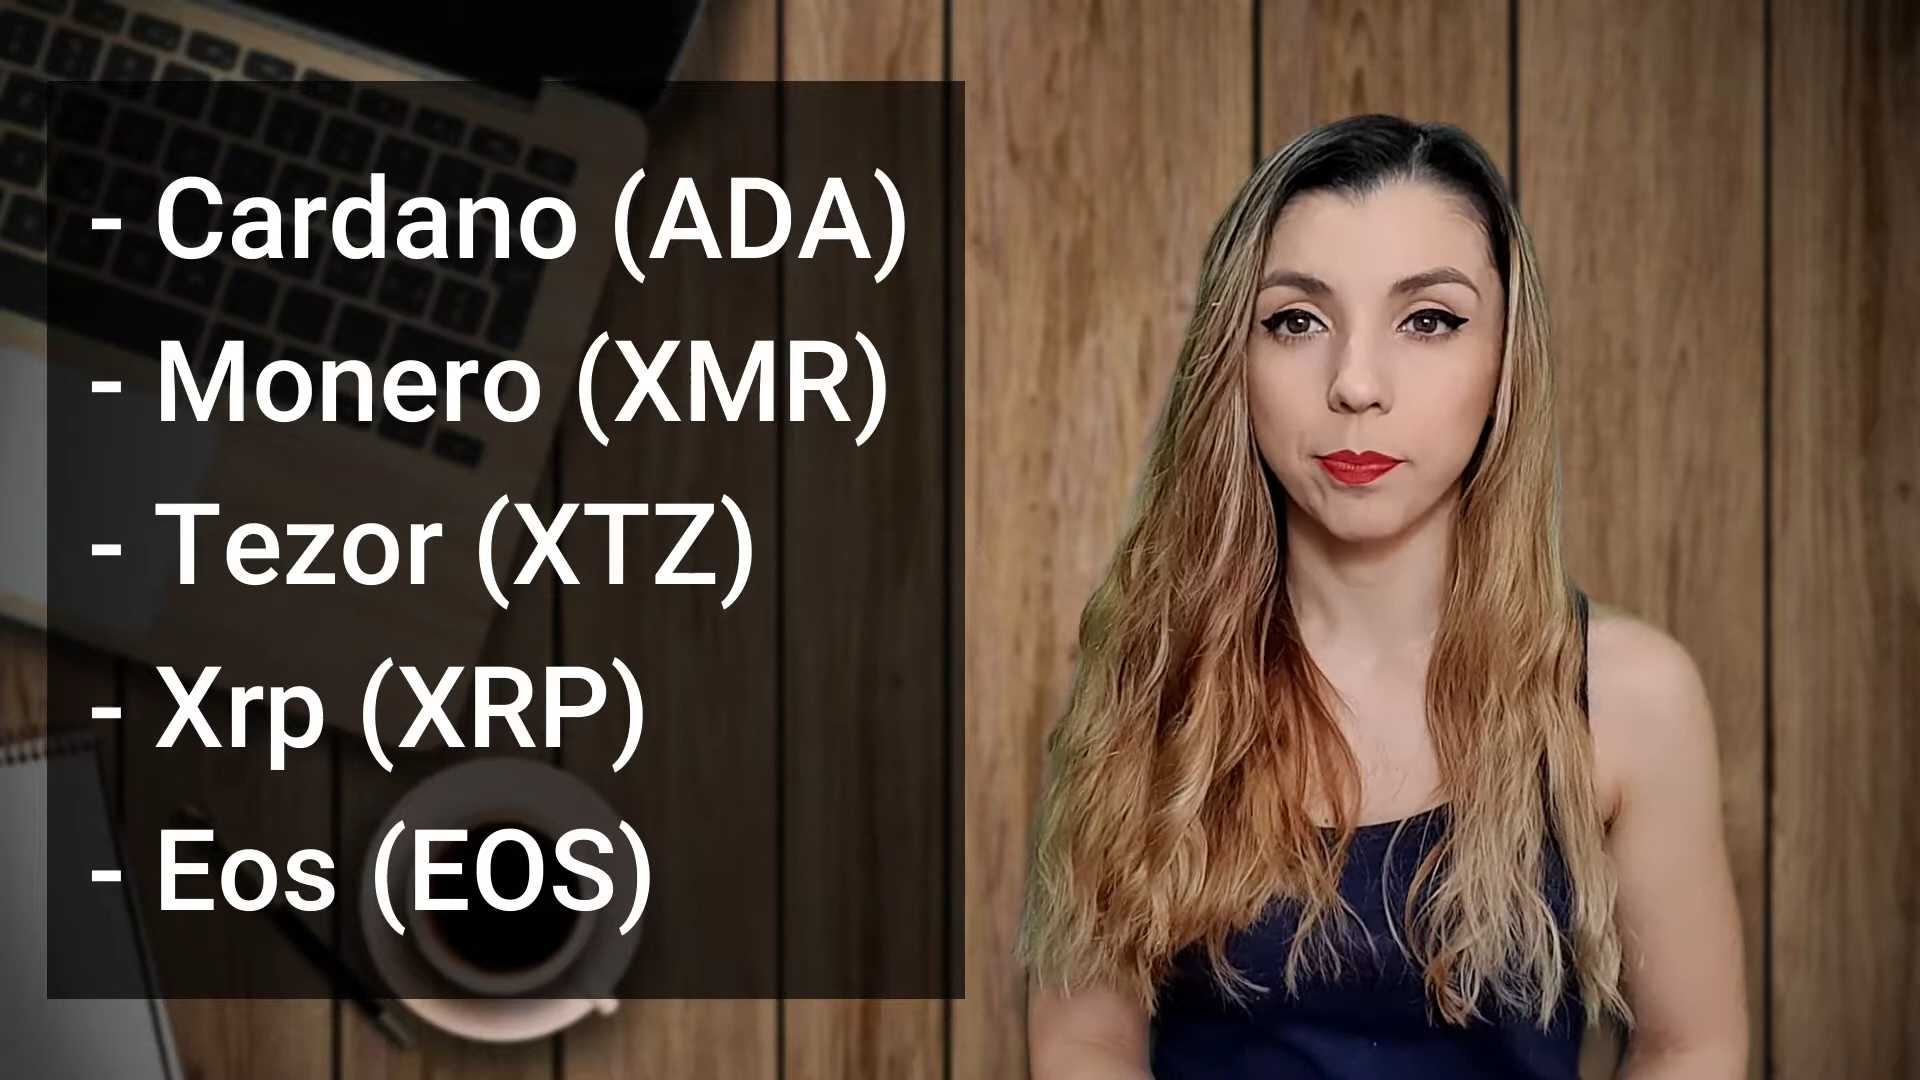 - Cardano (ADA)
- Monero (XMR)
- Tezor (XTZ)
- Xrp (XRP)
- Eos (EOS)